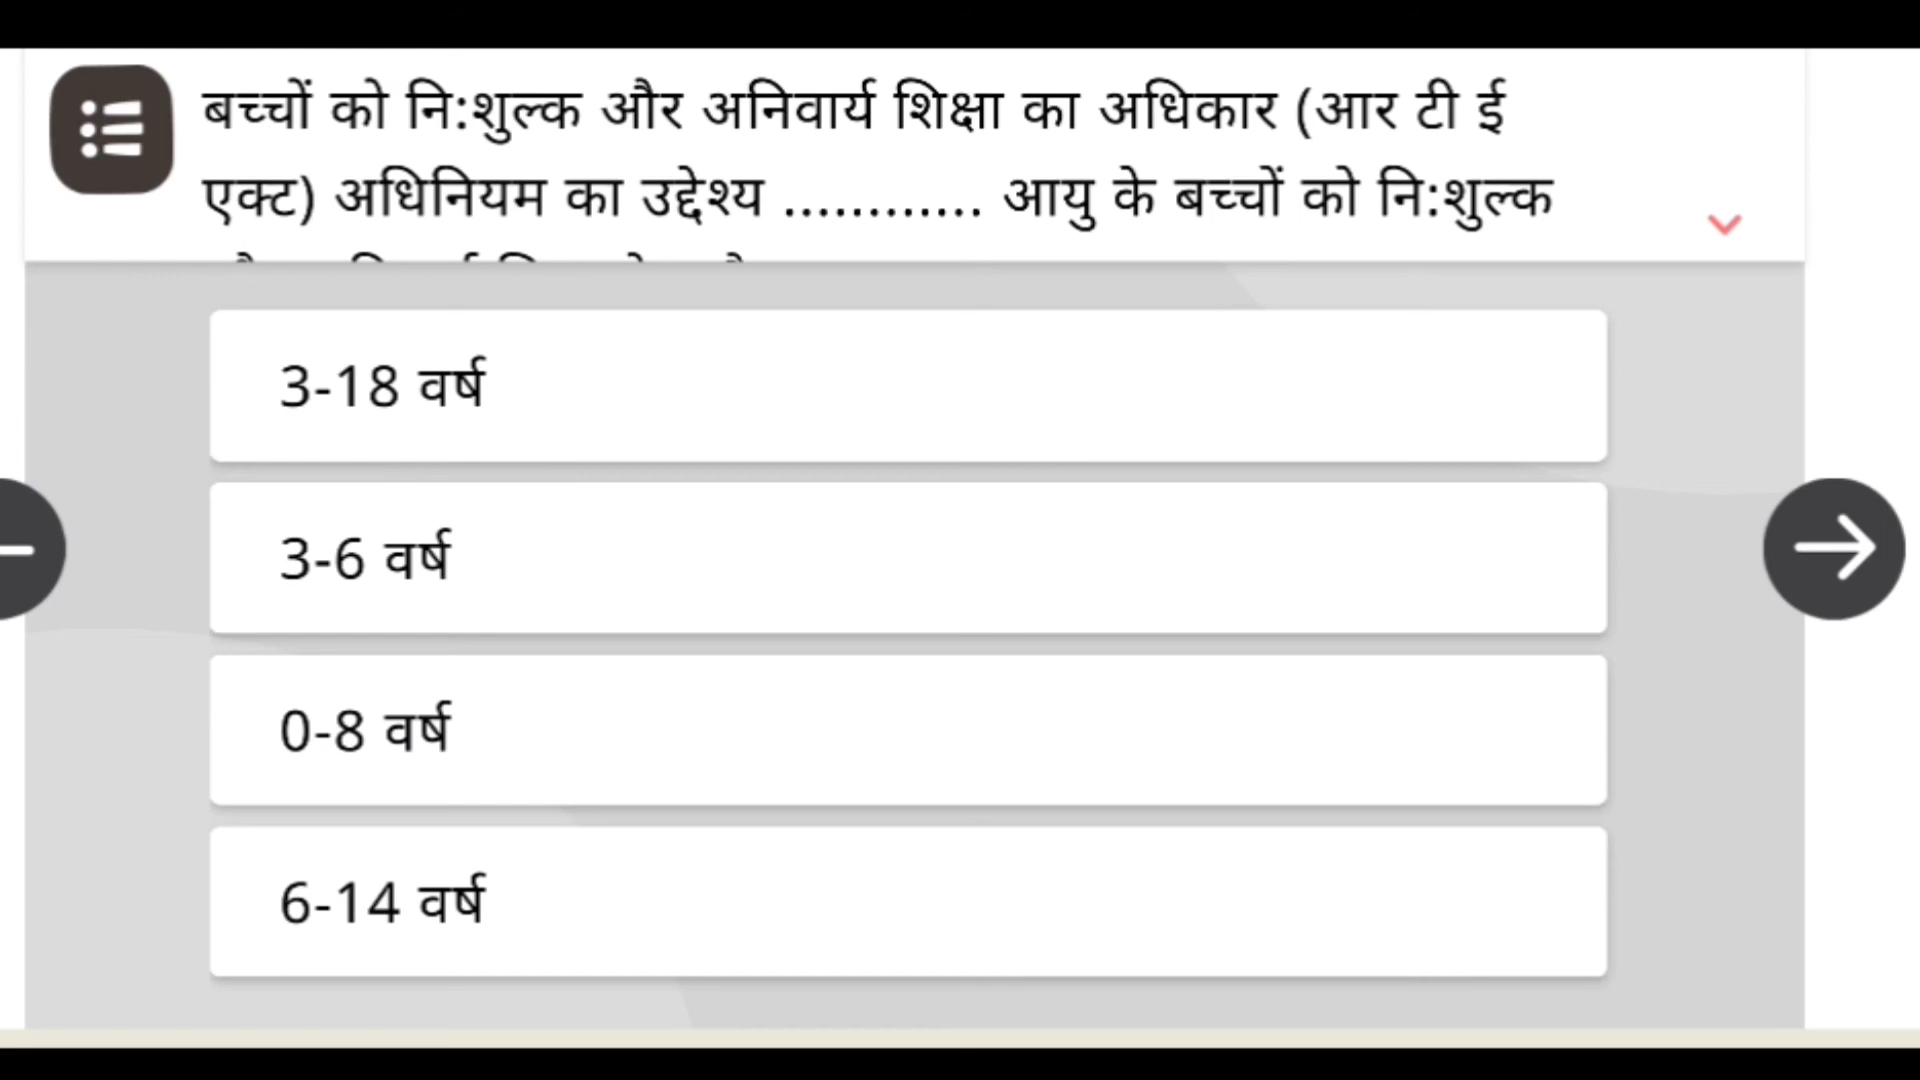 बच्चों को नि:शुल्क और अनिवार्य शिक्षा का अधिकार (आर टी ई
एक्ट) अधिनियम का उद्देश्य ............ आयु के बच्चों को नि:शुल्क
3-18 वर्ष
3-6 वर्ष
0-8 वर्ष
6-14 वर्ष